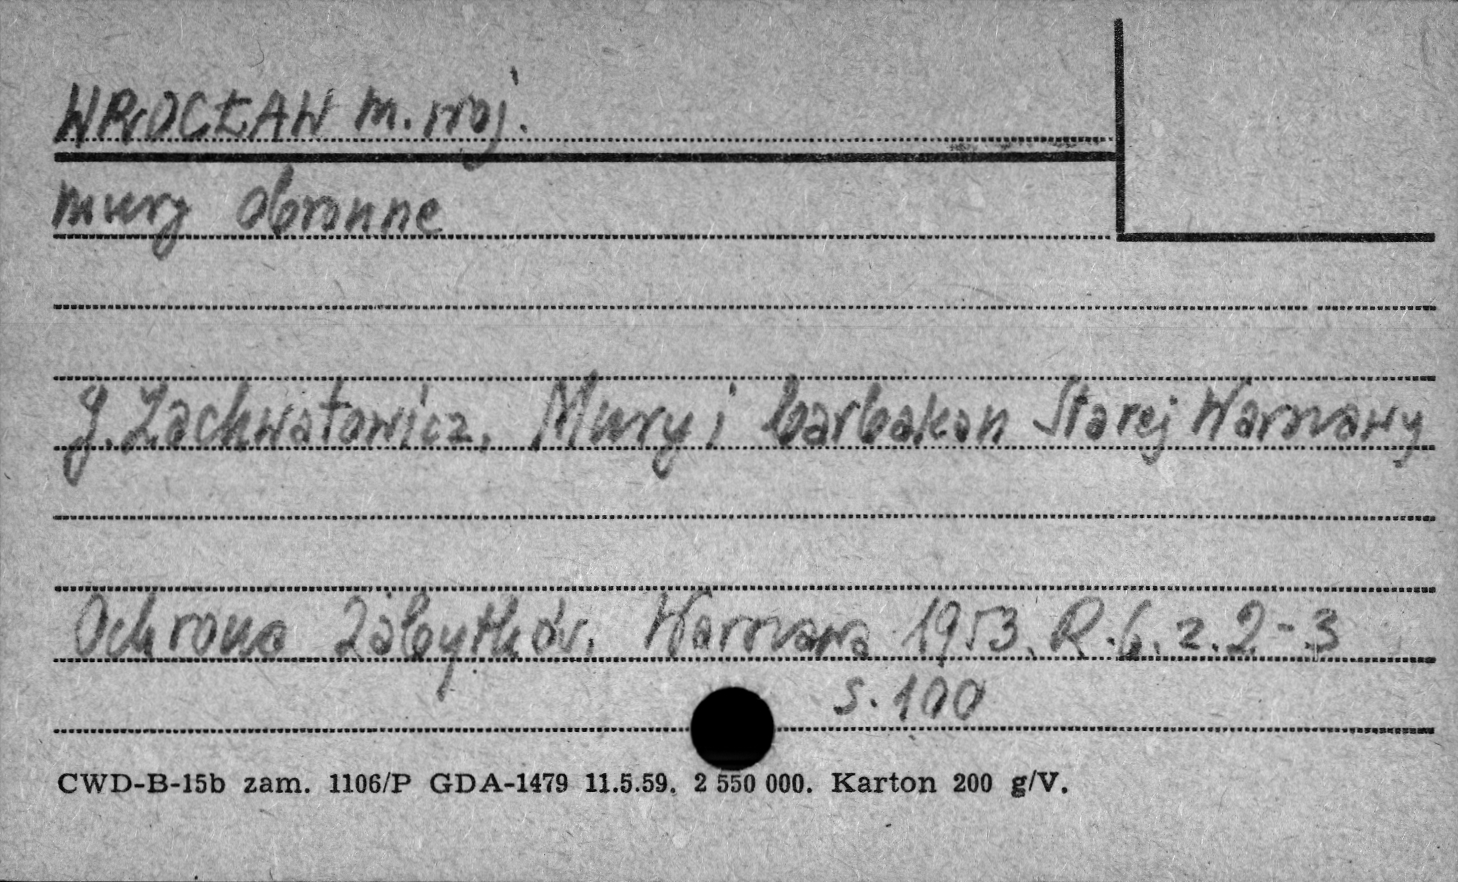 WROCŁAW m. woj.
mury obronne
J. Zachwatowicz, Mury i barbakan Starej Warszawy
Ochrona Zabytków. Warszawa 1953. R.6. z. 2-3
s. 100
CWD-B-15b zam. 1106/P GDA-1479 11.5.59. 2 550 000. Karton 200 g/V.